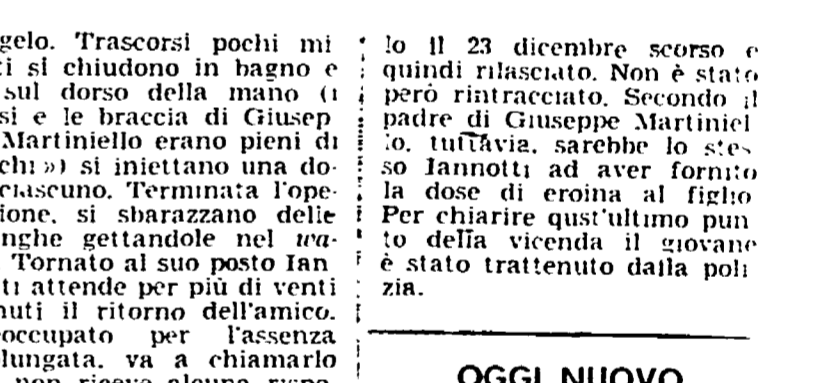 gelo. Trascorsi pochi mi
ti si chiudono in bagno e
sul dorso della mano (i
si e le braccia di Giusep
Martiniello erano pieni di
chi») si iniettano una do-
ciascuno. Terminata l'ope-
ione, si sbarazzano delle
nghe gettandole nel wa-
Tornato al suo posto Ian
ti attende per più di venti
nuti il ritorno dell'amico.
occupato per l'assenza
lungata, va a chiamarlo
non riceve alcuna rispo-
lo il 23 dicembre scorso e
quindi rilasciato. Non è stato
però rintracciato. Secondo il
padre di Giuseppe Martiniel
lo, tuttavia, sarebbe lo stes-
so Iannotti ad aver fornito
la dose di eroina al figlio
Per chiarire qust'ultimo pun
to della vicenda il giovane
è stato trattenuto dalla poli
zia.
OGGI NUOVO